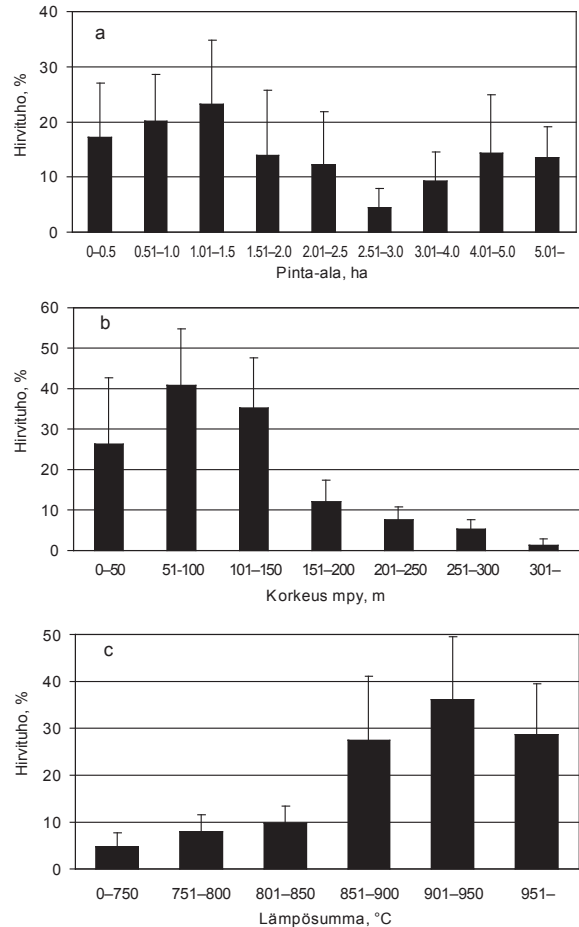 a
Hirvituho, %
40
30
20
10
0
0–0.5 0.51–1.0 1.01–1.5 1.51–2.0 2.01–2.5 2.51–3.0 3.01–4.0 4.01–5.0 5.01–
Pinta-ala, ha
b
Hirvituho, %
60
50
40
30
20
10
0
0–50 51-100 101–150 151–200 201–250 251–300 301–
Korkeus mpy, m
c
Hirvituho, %
50
40
30
20
10
0
0–750 751–800 801–850 851–900 901–950 951–
Lämpösumma, °C